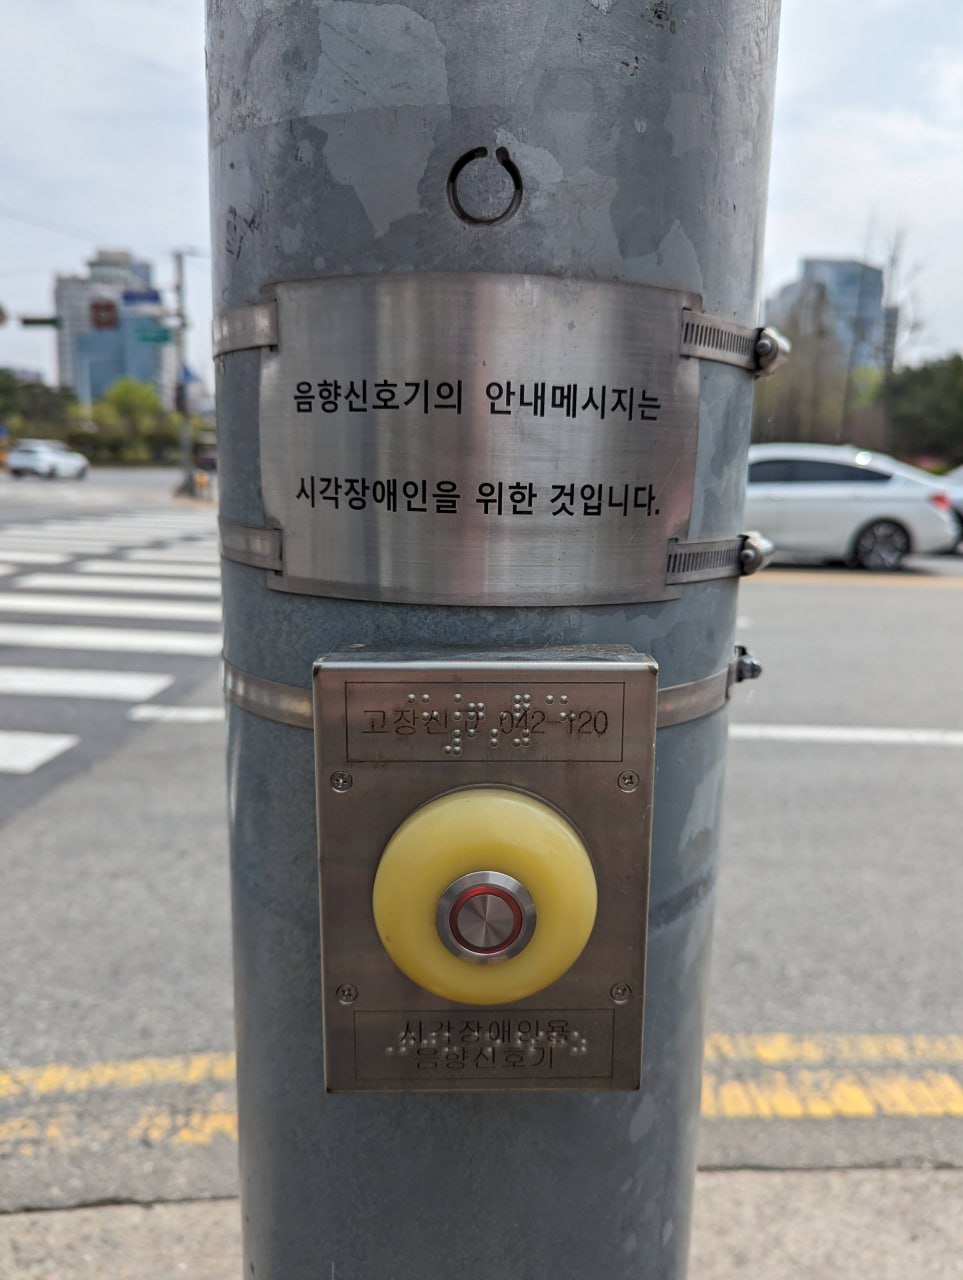 음향신호기의 안내메시지는
시각장애인을 위한 것입니다.
고장신고 042-120
시각장애인용
음향신호기